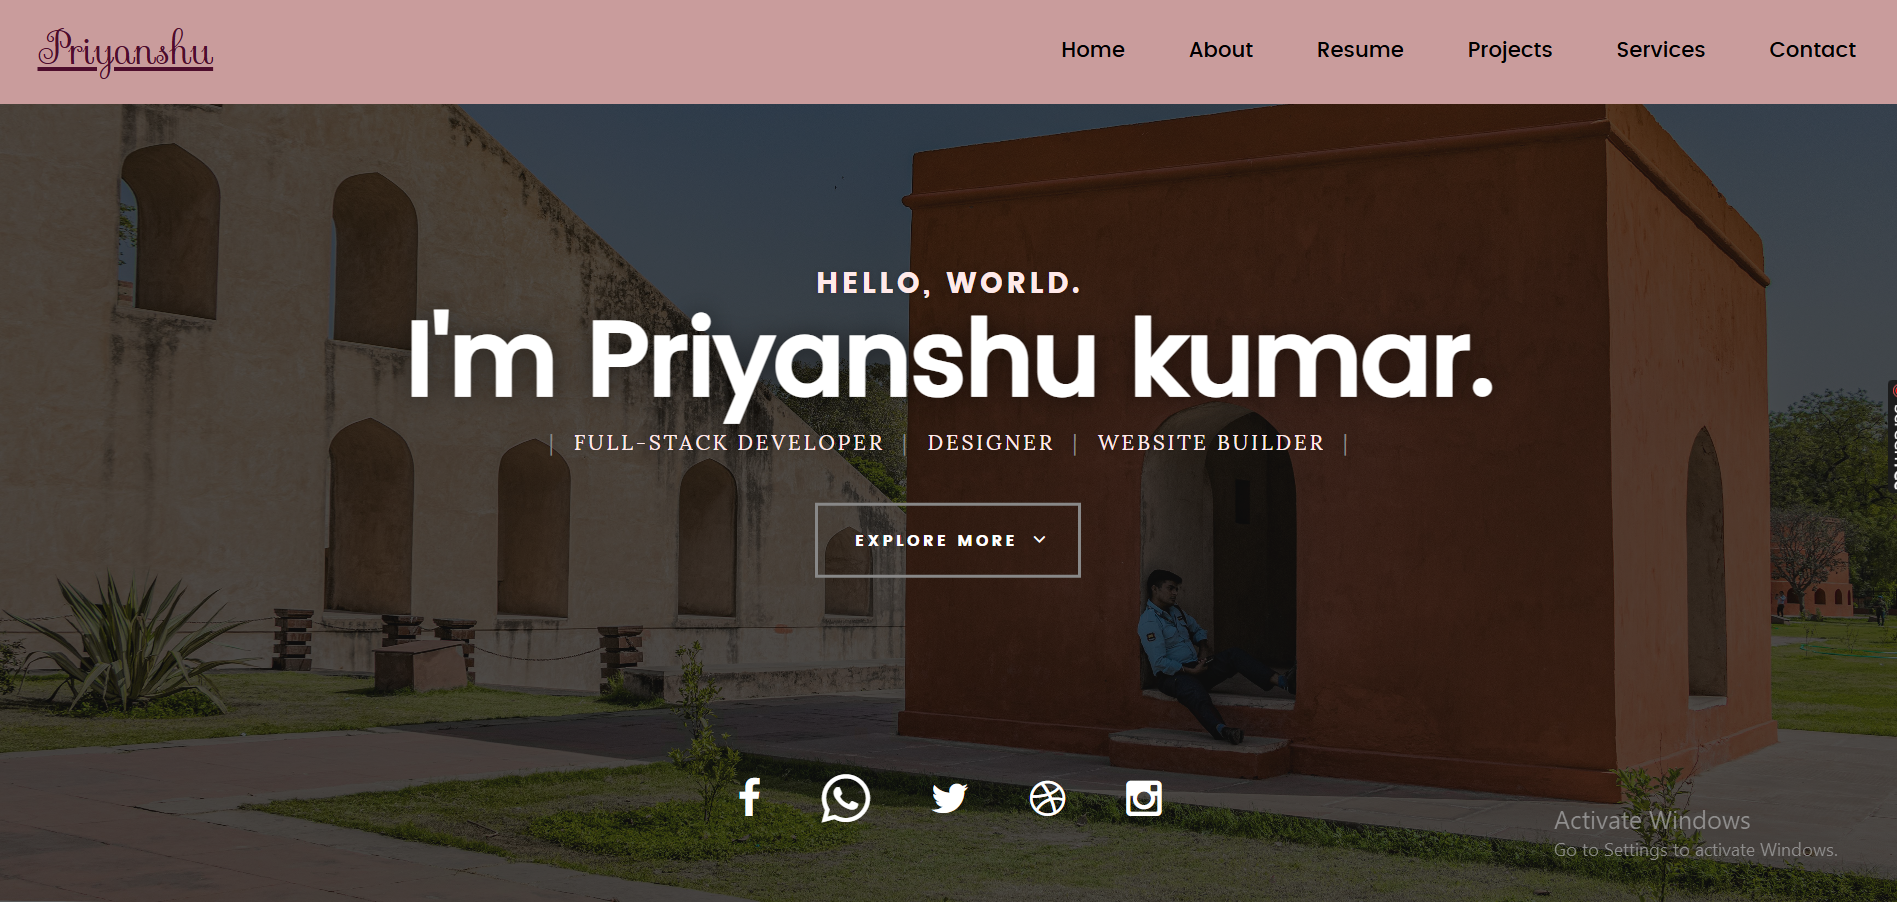 Priyanshu
Home About Resume Projects Services Contact
HELLO, WORLD.
I'm Priyanshu kumar.
| FULL-STACK DEVELOPER | DESIGNER | WEBSITE BUILDER |
EXPLORE MORE
Activate Windows
Go to Settings to activate Windows.